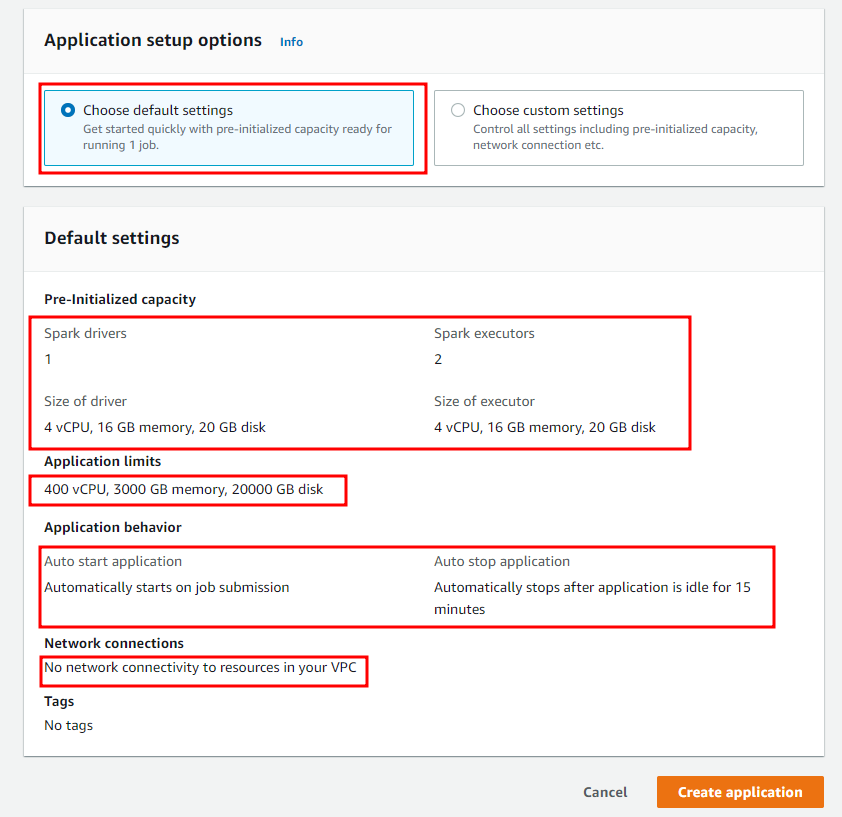 Application setup options Info
Choose default settings
Get started quickly with pre-initialized capacity ready for
running 1 job.
Choose custom settings
Control all settings including pre-initialized capacity,
network connection etc.
Default settings
Pre-Initialized capacity
Spark drivers
1
Spark executors
2
Size of driver
4 vCPU, 16 GB memory, 20 GB disk
Size of executor
4 vCPU, 16 GB memory, 20 GB disk
Application limits
400 vCPU, 3000 GB memory, 20000 GB disk
Application behavior
Auto start application
Automatically starts on job submission
Auto stop application
Automatically stops after application is idle for 15
minutes
Network connections
No network connectivity to resources in your VPC
Tags
No tags
Cancel
Create application